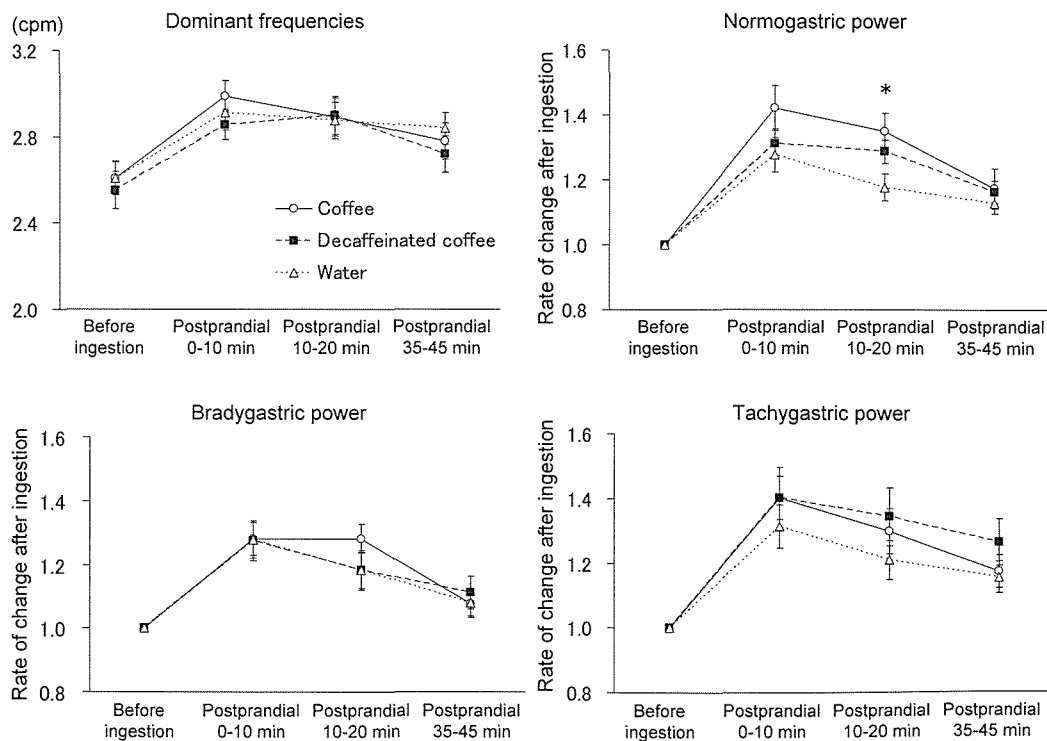 Dominant frequencies
(cpm)
3.2
2.8
2.4
2.0
Coffee
Decaffeinated coffee
Water
Before ingestion
Postprandial 0-10 min
Postprandial 10-20 min
Postprandial 35-45 min
Normogastric power
Rate of change after ingestion
1.6
1.4
1.2
1.0
0.8
*
Before ingestion
Postprandial 0-10 min
Postprandial 10-20 min
Postprandial 35-45 min
Bradygastric power
Rate of change after ingestion
1.6
1.4
1.2
1.0
0.8
Before ingestion
Postprandial 0-10 min
Postprandial 10-20 min
Postprandial 35-45 min
Tachygastric power
Rate of change after ingestion
1.6
1.4
1.2
1.0
0.8
Before ingestion
Postprandial 0-10 min
Postprandial 10-20 min
Postprandial 35-45 min